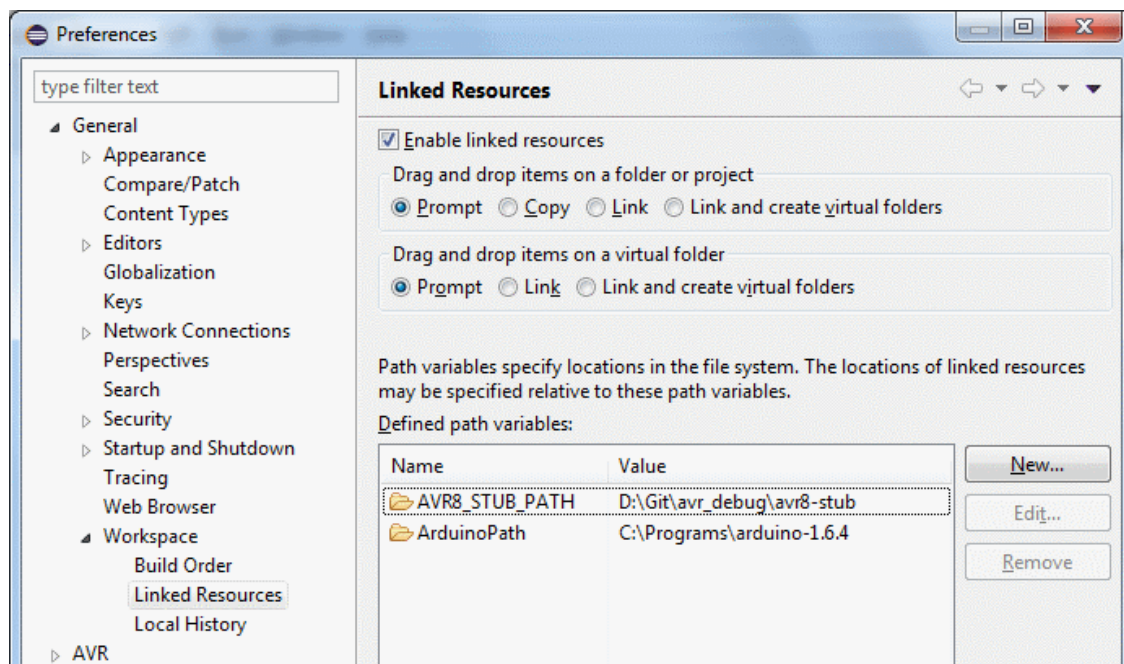 Preferences
type filter text
General
Appearance
Compare/Patch
Content Types
Editors
Globalization
Keys
Network Connections
Perspectives
Search
Security
Startup and Shutdown
Tracing
Web Browser
Workspace
Build Order
Linked Resources
Local History
AVR
Linked Resources
Enable linked resources
Drag and drop items on a folder or project
Prompt Copy Link Link and create virtual folders
Drag and drop items on a virtual folder
Prompt Link Link and create virtual folders
Path variables specify locations in the file system. The locations of linked resources
may be specified relative to these path variables.
Defined path variables:
Name Value
AVR8_STUB_PATH D:\Git\avr_debug\avr8-stub
ArduinoPath C:\Programs\arduino-1.6.4
New...
Edit...
Remove